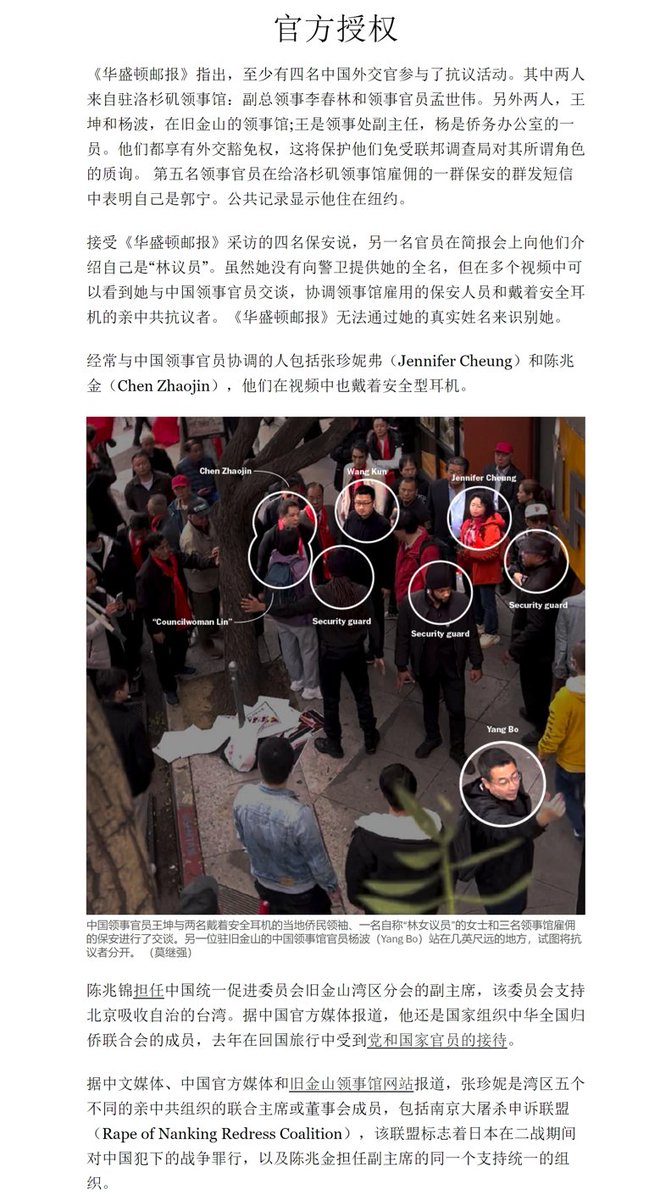 官方授权
《华盛顿邮报》指出，至少有四名中国外交官参与了抗议活动。其中两人
来自驻洛杉矶领事馆：副总领事李春林和领事官员孟世伟。另外两人，王
坤和杨波，在旧金山的领事馆;王是领事处副主任，杨是侨务办公室的一
员。他们都享有外交豁免权，这将保护他们免受联邦调查局对其所谓角色
的质询。 第五名领事官员在给洛杉矶领事馆雇佣的一群保安的群发短信
中表明自己是郭宁。公共记录显示他住在纽约。
接受《华盛顿邮报》采访的四名保安说，另一名官员在简报会上向他们介
绍自己是“林议员”。虽然她没有向警卫提供她的全名，但在多个视频中可
以看到她与中国领事官员交谈，协调领事馆雇用的保安人员和戴着安全耳
机的亲中共抗议者。《华盛顿邮报》无法通过她的真实姓名来识别她。
经常与中国领事官员协调的人包括张珍妮弗（Jennifer Cheung）和陈兆
金（Chen Zhaojin），他们在视频中也戴着安全型耳机。
Chen Zhaojin
Wang Kun
Jennifer Cheung
"Councilwoman Lin"
Security guard
Security guard
Security guard
Yang Bo
中国领事官员王坤与两名戴着安全耳机的当地侨民领袖、一名自称“林女议员”的女士和三名领事馆雇佣
的保安进行了交谈。另一位驻旧金山的中国领事馆官员杨波（Yang Bo）站在几英尺远的地方，试图将抗
议者分开。 （莫继强）
陈兆锦担任中国统一促进委员会旧金山湾区分会的副主席，该委员会支持
北京吸收自治的台湾。据中国官方媒体报道，他还是国家组织中华全国归
侨联合会的成员，去年在回国旅行中受到党和国家官员的接待。
据中文媒体、中国官方媒体和旧金山领事馆网站报道，张珍妮是湾区五个
不同的亲中共组织的联合主席或董事会成员，包括南京大屠杀申诉联盟
（Rape of Nanking Redress Coalition），该联盟标志着日本在二战期间
对中国犯下的战争罪行，以及陈兆金担任副主席的同一个支持统一的组
织。